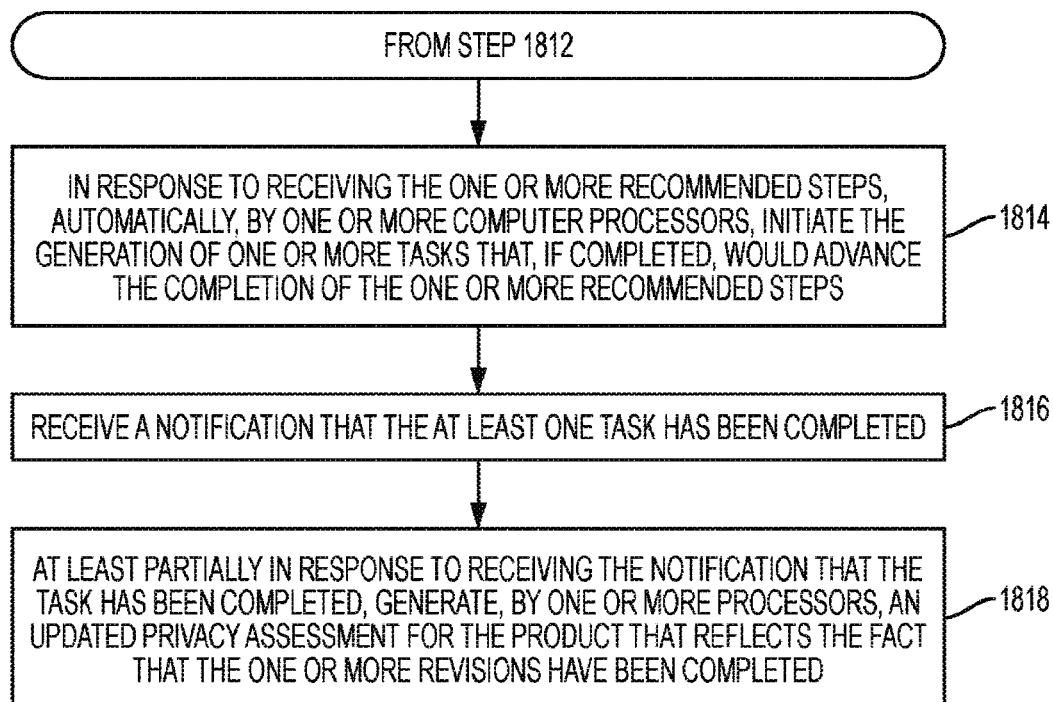 FROM STEP 1812
IN RESPONSE TO RECEIVING THE ONE OR MORE RECOMMENDED STEPS,
AUTOMATICALLY, BY ONE OR MORE COMPUTER PROCESSORS, INITIATE THE
GENERATION OF ONE OR MORE TASKS THAT, IF COMPLETED, WOULD ADVANCE
THE COMPLETION OF THE ONE OR MORE RECOMMENDED STEPS
1814
RECEIVE A NOTIFICATION THAT THE AT LEAST ONE TASK HAS BEEN COMPLETED
1816
AT LEAST PARTIALLY IN RESPONSE TO RECEIVING THE NOTIFICATION THAT THE
TASK HAS BEEN COMPLETED, GENERATE, BY ONE OR MORE PROCESSORS, AN
UPDATED PRIVACY ASSESSMENT FOR THE PRODUCT THAT REFLECTS THE FACT
THAT THE ONE OR MORE REVISIONS HAVE BEEN COMPLETED
1818